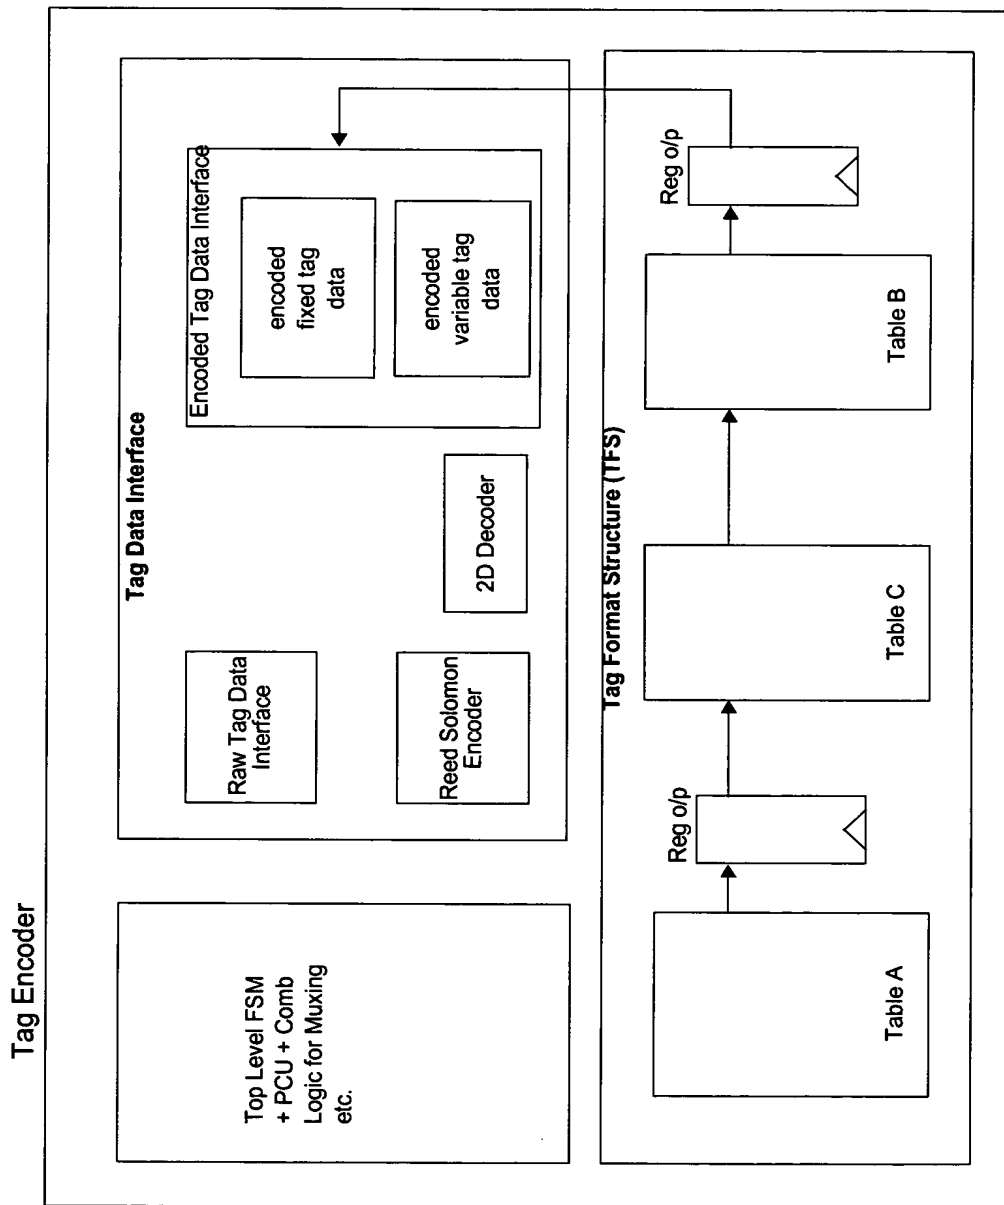 Tag Encoder
Top Level FSM
+ PCU + Comb
Logic for Muxing
etc.
Tag Data Interface
Raw Tag Data
Interface
Reed Solomon
Encoder
2D Decoder
Encoded Tag Data Interface
encoded
fixed tag
data
encoded
variable tag
data
Tag Format Structure (TFS)
Table A
Reg o/p
Table C
Table B
Reg o/p